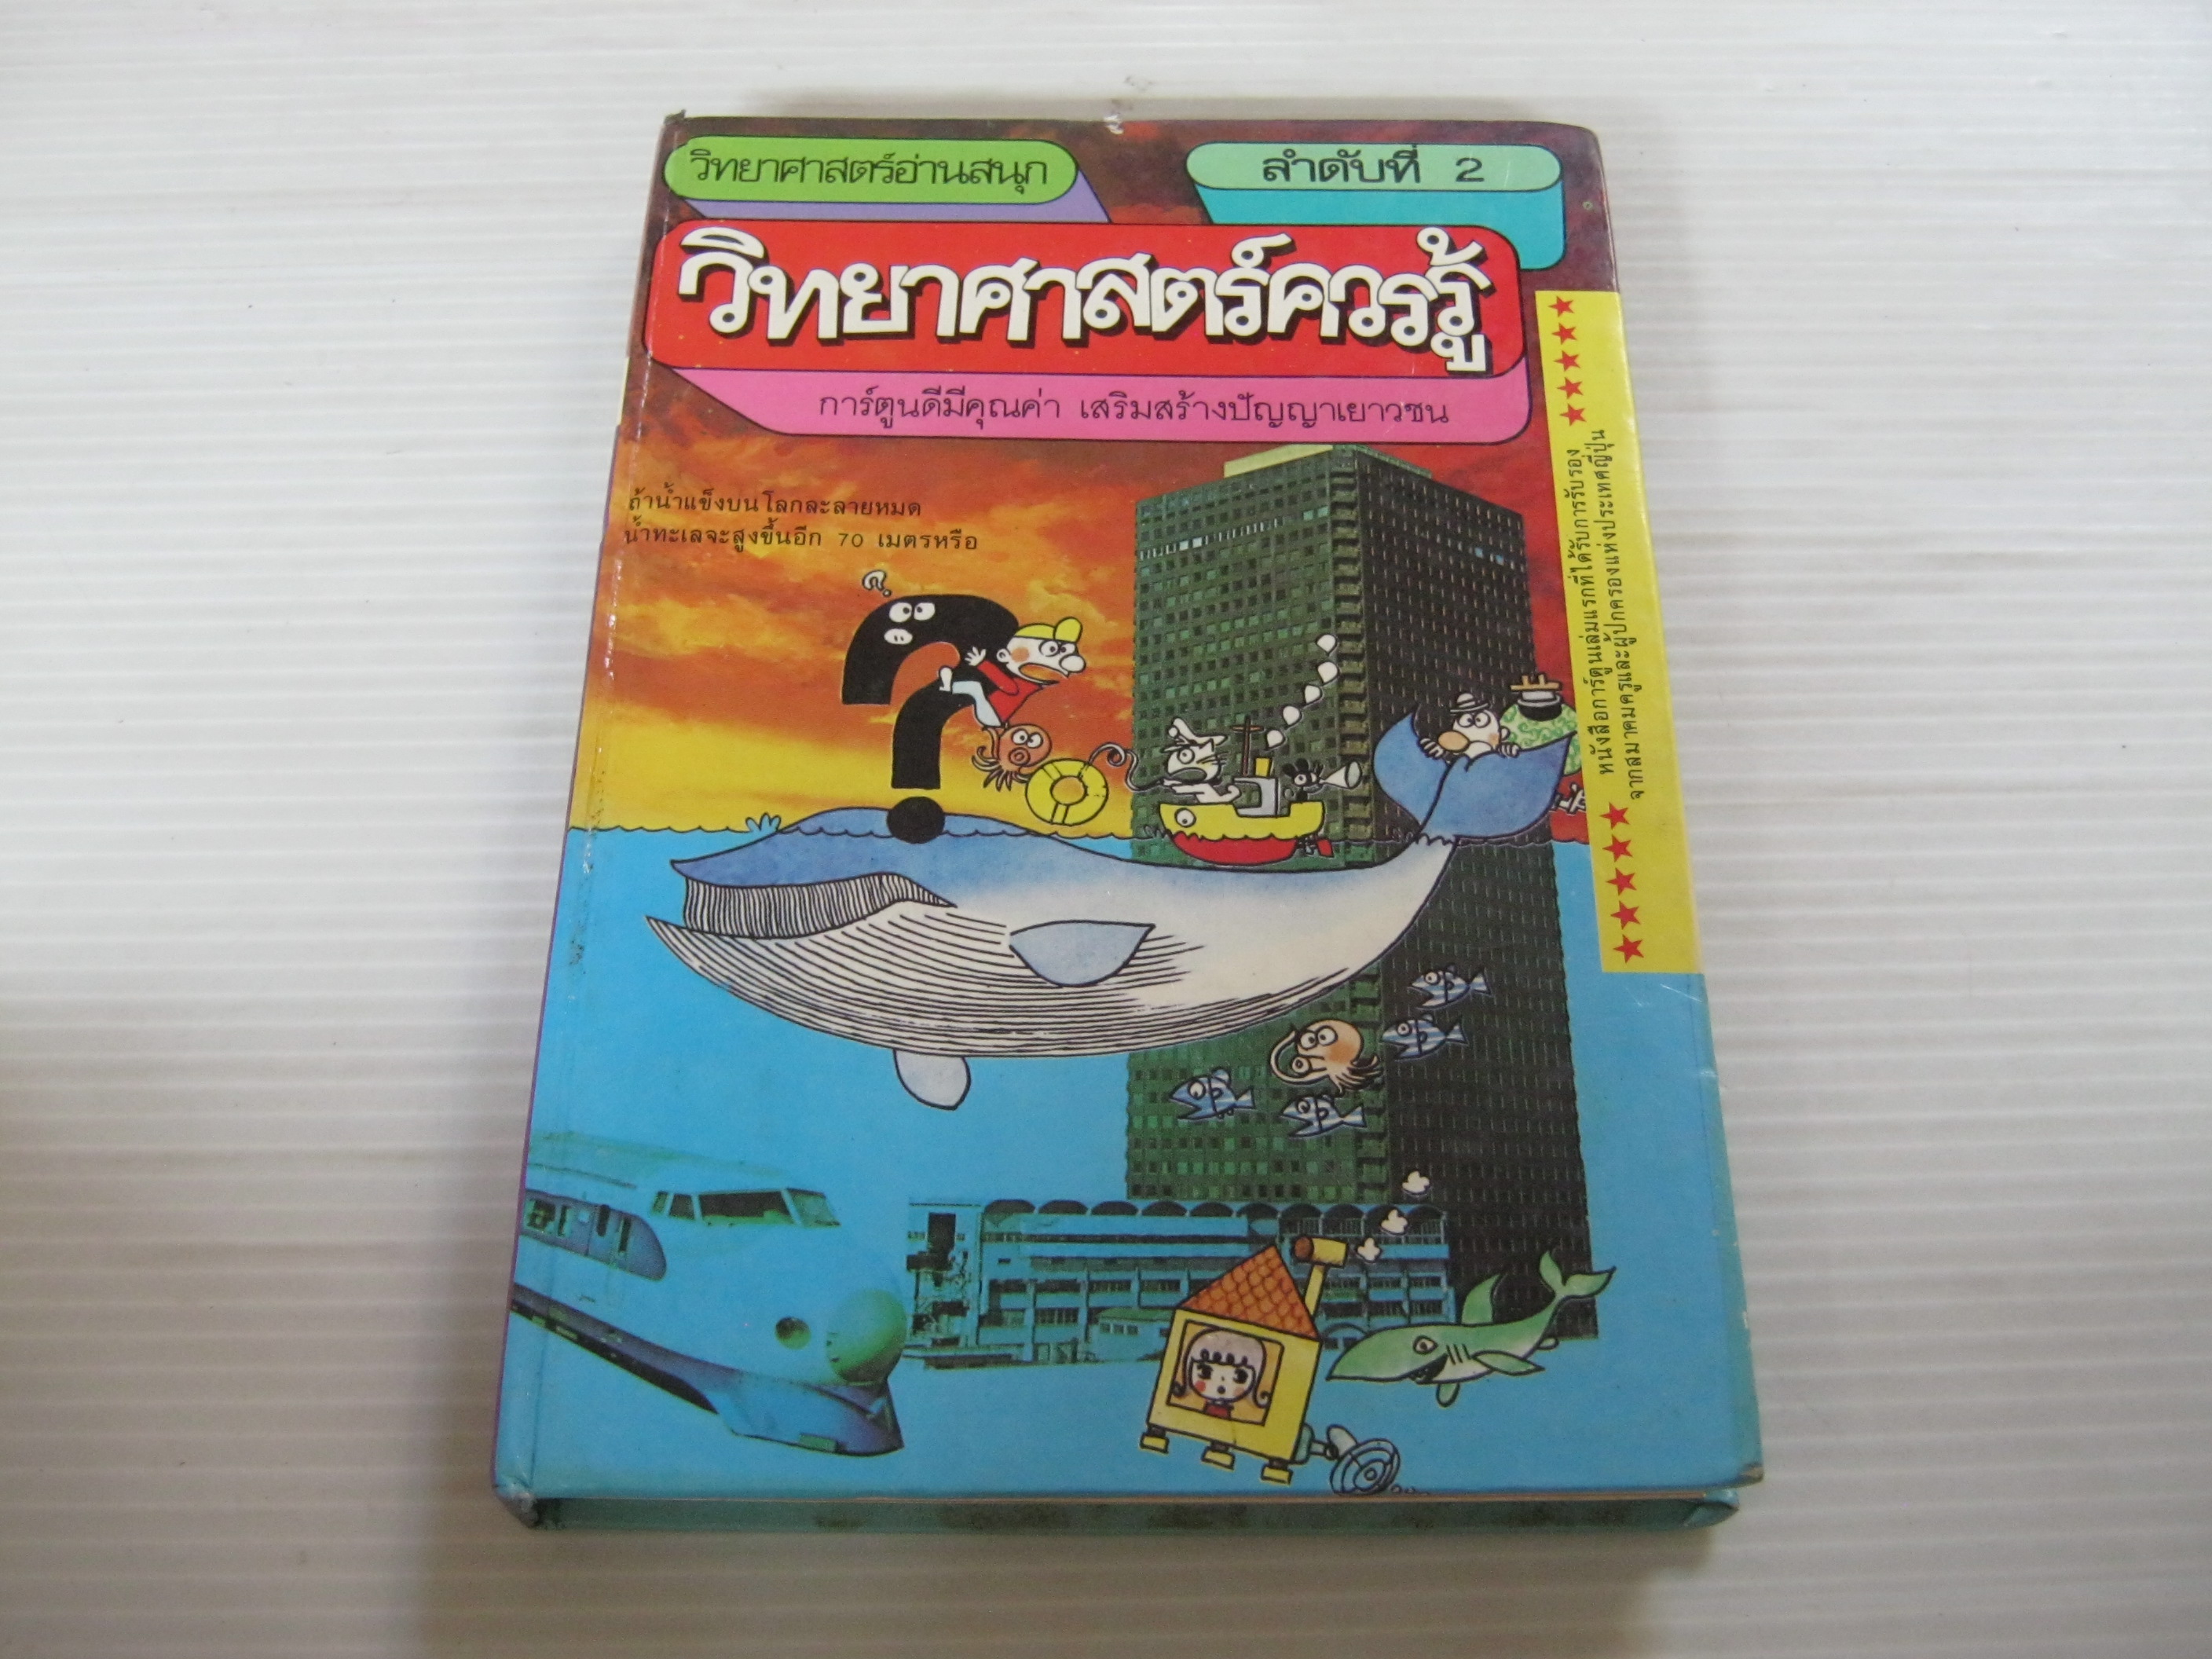 วิทยาศาสตร์อ่านสนุก
ลำดับที่ 2
วิทยาศาสตร์ควรรู้
การ์ตูนดีมีคุณค่า เสริมสร้างปัญญาเยาวชน
ถ้าน้ำแข็งบนโลกละลายหมด
น้ำทะเลจะสูงขึ้นอีก 70 เมตรหรือ
?
หนังสือการ์ตูนเล่มแรกที่ได้รับการรับรอง
จากสมาคมครูและผู้ปกครองแห่งประเทศญี่ปุ่น